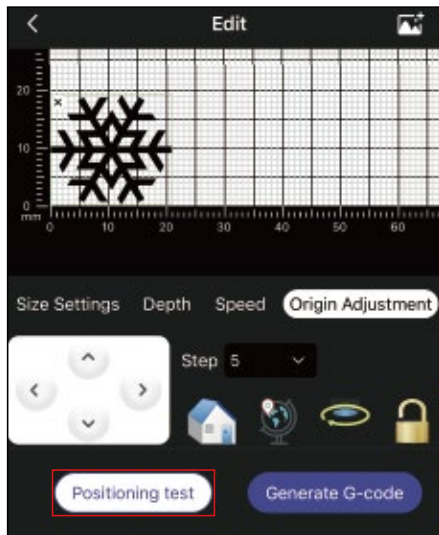 Edit
20
10
0
mm
0 10 20 30 40 50 60
Size Settings Depth Speed Origin Adjustment
Step 5
Positioning test Generate G-code